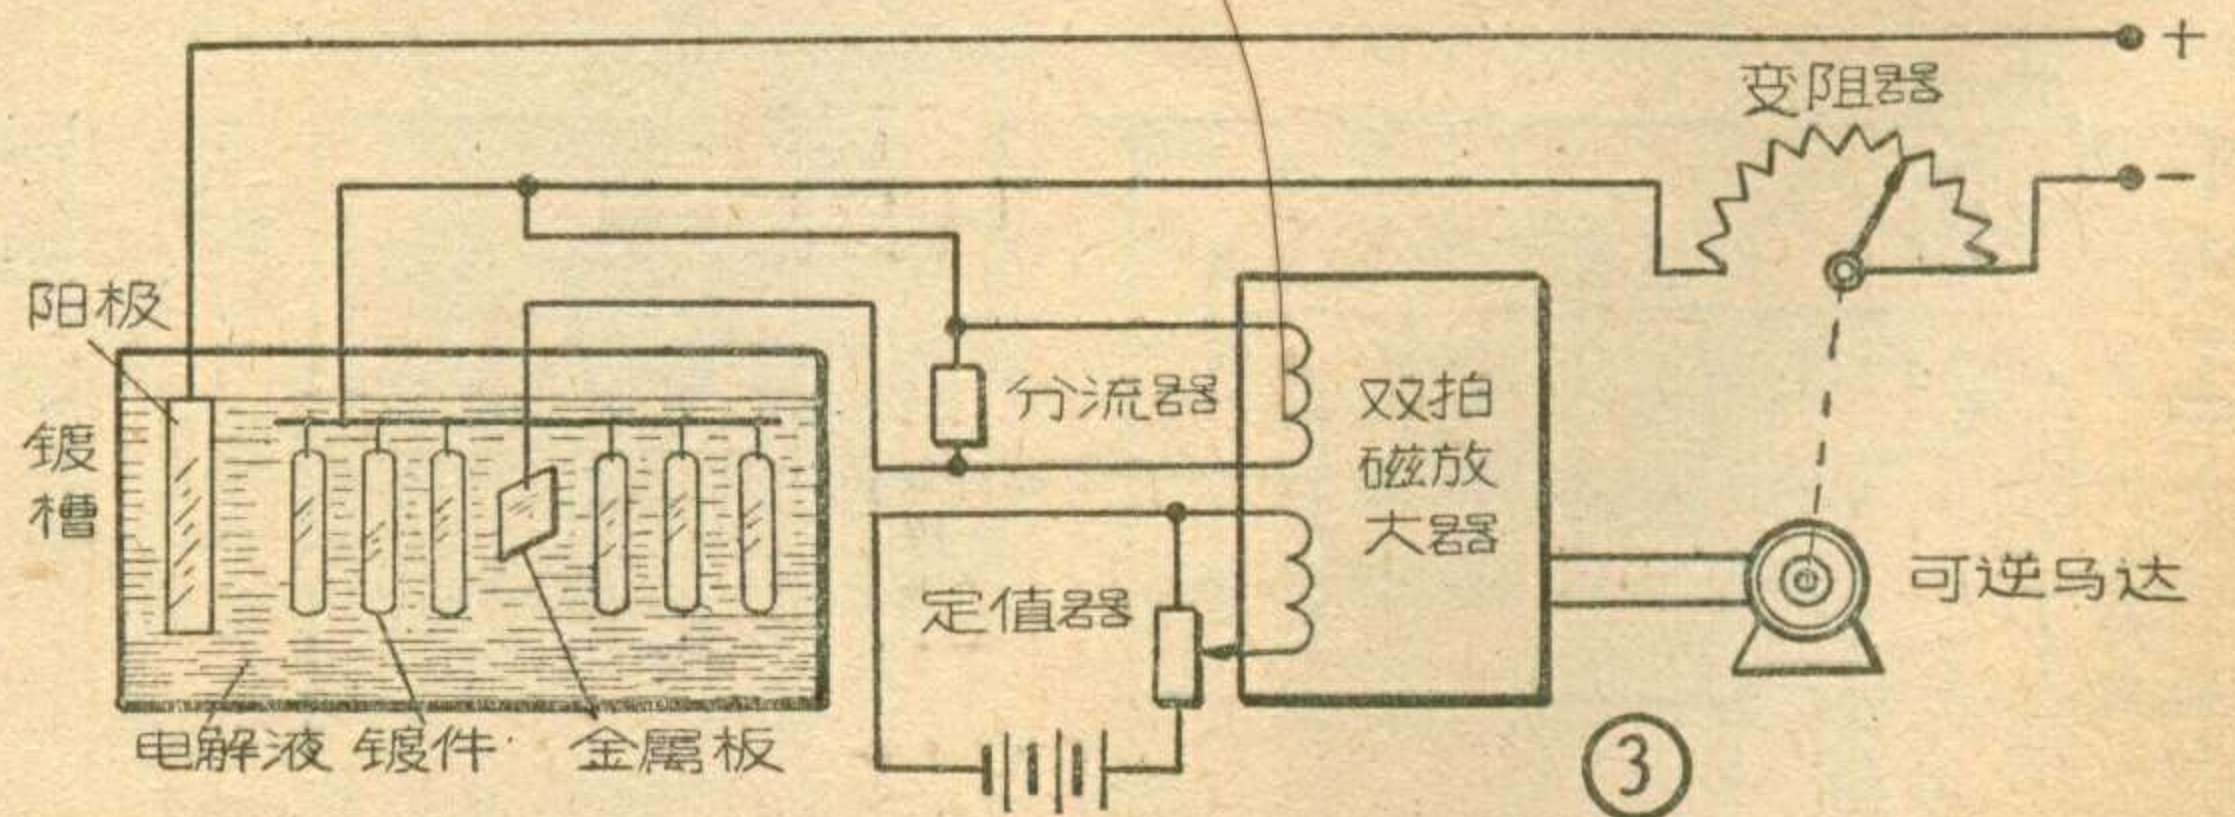 +
变阻器
-
阳极
镀
槽
分流器
双拍
磁放
大器
定值器
可逆马达
电解液
镀件
金屬板
③